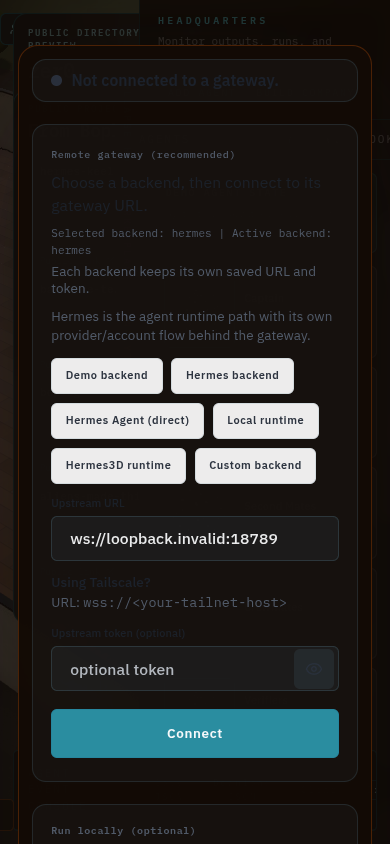 HEADQUARTERS
PUBLIC DIRECTORY
PREVIEW
Monitor outputs, runs, and
Not connected to a gateway.
Remote gateway (recommended)
Choose a backend, then connect to its
gateway URL.
Selected backend: hermes | Active backend:
hermes
Each backend keeps its own saved URL and
token.
Hermes is the agent runtime path with its own
provider/account flow behind the gateway.
Demo backend
Hermes backend
Hermes Agent (direct)
Local runtime
Hermes3D runtime
Custom backend
Upstream URL
ws://loopback.invalid:18789
Using Tailscale?
URL: wss://<your-tailnet-host>
Upstream token (optional)
optional token
Connect
Run locally (optional)